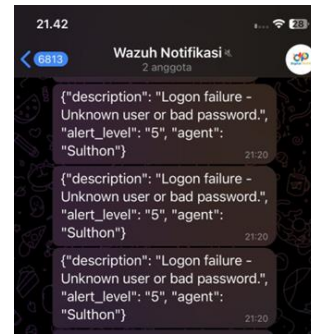 21.42
28
6813
Wazuh Notifikasi
2 anggota
{"description": "Logon failure -
Unknown user or bad password.",
"alert_level": "5", "agent":
"Sulthon"}
21:20
{"description": "Logon failure -
Unknown user or bad password.",
"alert_level": "5", "agent":
"Sulthon"}
21:20
{"description": "Logon failure -
Unknown user or bad password.",
"alert_level": "5", "agent":
"Sulthon"}
21:20